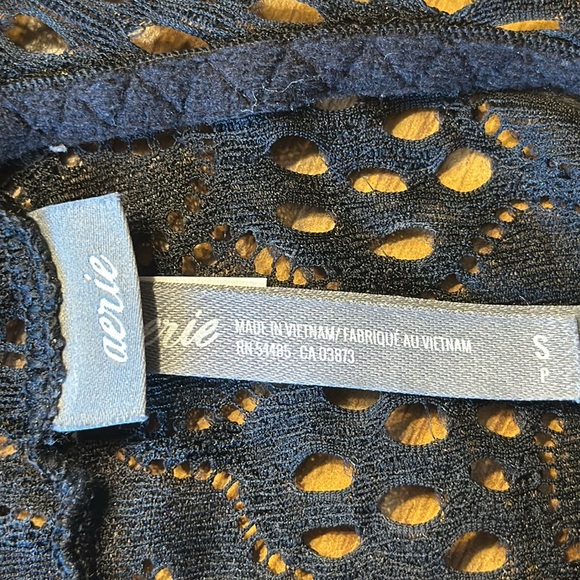 aerie
erie
MADE IN VIETNAM/ FABRIQUÉ AU VIETNAM
RN 54485 CA 03873
S
P